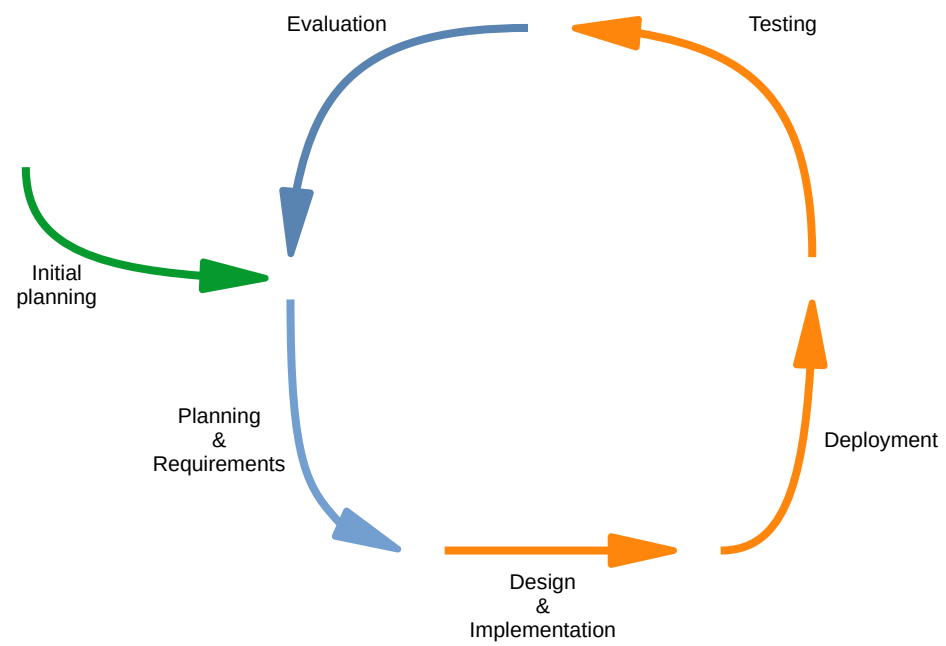 Evaluation
Testing
Initial
planning
Planning
&
Requirements
Deployment
Design
&
Implementation